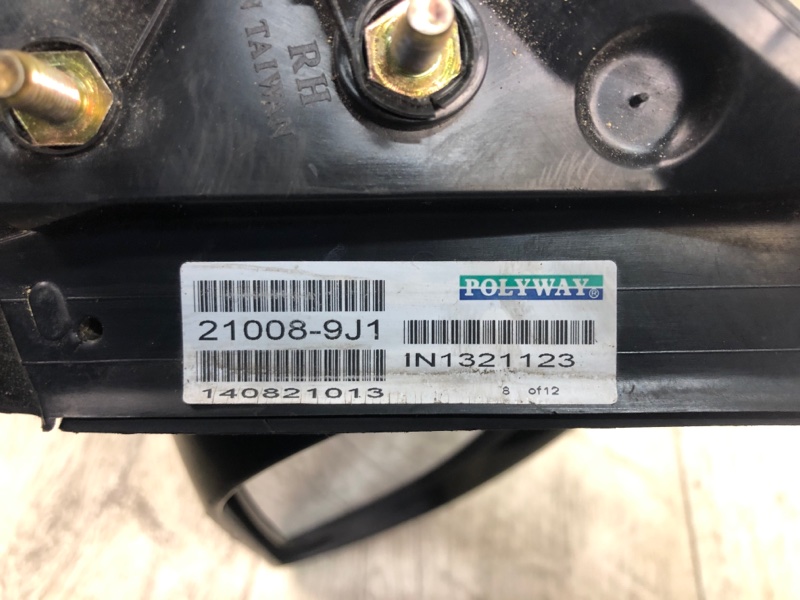 RH
N TAIWAN
POLYWAY®
21008-9J1
IN1321123
140821013
8 of12